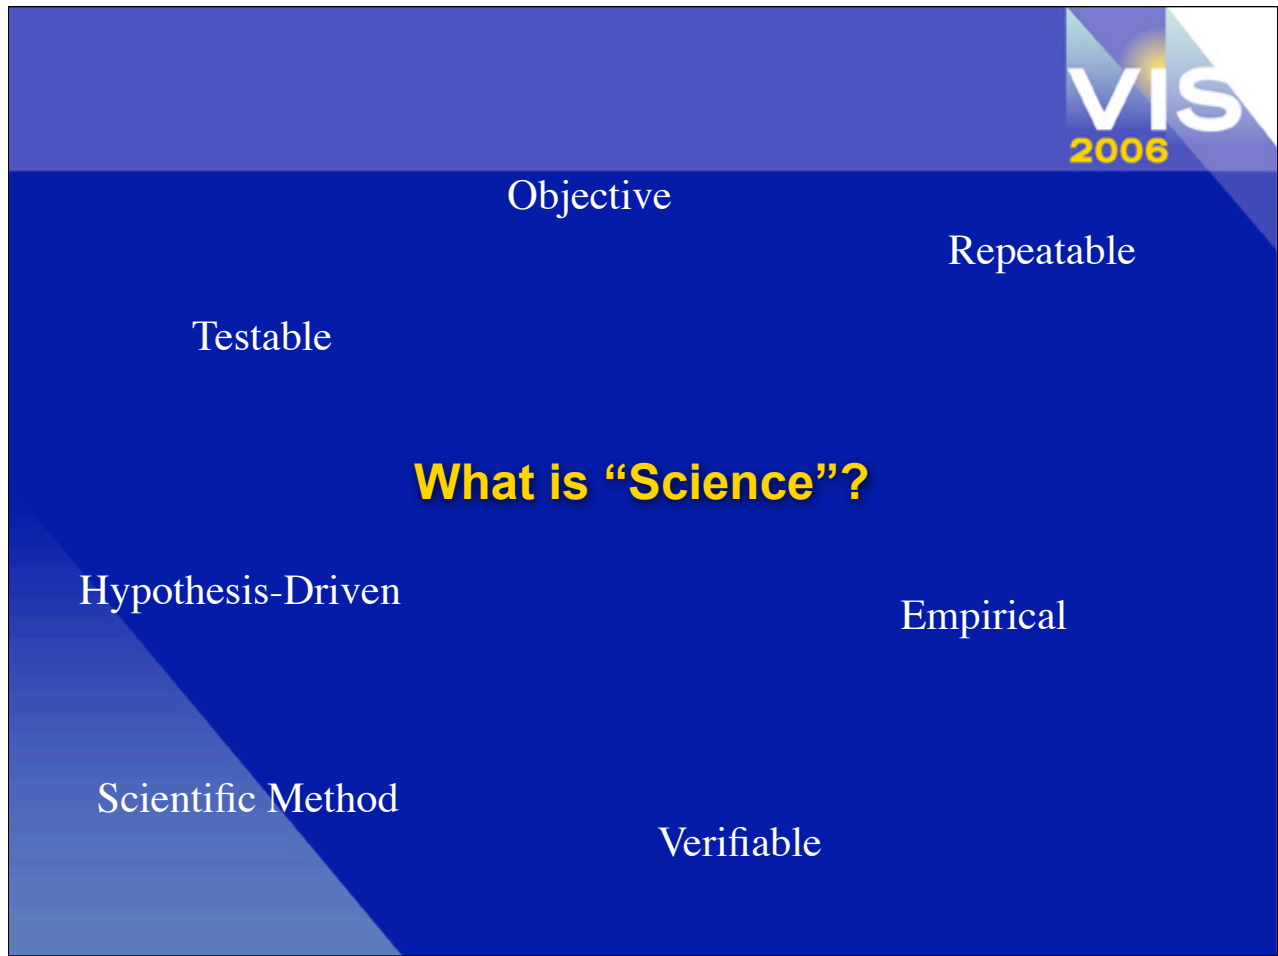 VIS
2006
Objective
Repeatable
Testable
What is “Science”?
Hypothesis-Driven
Empirical
Scientific Method
Verifiable